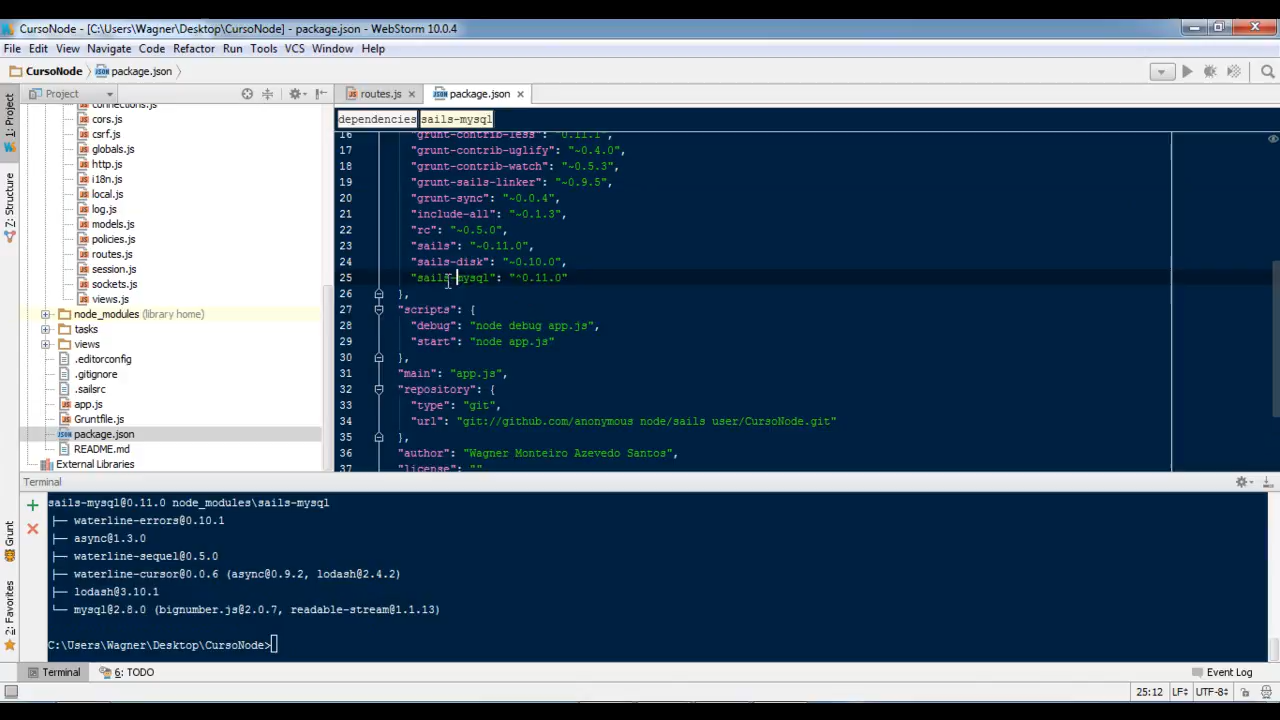 CursoNode - [C:\Users\Wagner\Desktop\CursoNode] - package.json - WebStorm 10.0.4
File Edit View Navigate Code Refactor Run Tools VCS Window Help
CursoNode package.json
1: Project
Z: Structure
Grunt
2: Favorites
Project
connections.js
cors.js
csrf.js
globals.js
http.js
i18n.js
local.js
log.js
models.js
policies.js
routes.js
session.js
sockets.js
views.js
node_modules (library home)
tasks
views
.editorconfig
.gitignore
.sailsrc
app.js
Gruntfile.js
package.json
README.md
External Libraries
routes.js package.json
dependencies sails-mysql
16 "grunt-contrib-less": "0.11.1",
17 "grunt-contrib-uglify": "~0.4.0",
18 "grunt-contrib-watch": "~0.5.3",
19 "grunt-sails-linker": "~0.9.5",
20 "grunt-sync": "~0.0.4",
21 "include-all": "~0.1.3",
22 "rc": "~0.5.0",
23 "sails": "~0.11.0",
24 "sails-disk": "~0.10.0",
25 "sails-mysql": "^0.11.0"
26 },
27 "scripts": {
28 "debug": "node debug app.js",
29 "start": "node app.js"
30 },
31 "main": "app.js",
32 "repository": {
33 "type": "git",
34 "url": "git://github.com/anonymous node/sails user/CursoNode.git"
35 },
36 "author": "Wagner Monteiro Azevedo Santos",
37 "license": ""
Terminal
sails-mysql@0.11.0 node_modules\sails-mysql
├── waterline-errors@0.10.1
├── async@1.3.0
├── waterline-sequel@0.5.0
├── waterline-cursor@0.0.6 (async@0.9.2, lodash@2.4.2)
├── lodash@3.10.1
└── mysql@2.8.0 (bignumber.js@2.0.7, readable-stream@1.1.13)
C:\Users\Wagner\Desktop\CursoNode>
Terminal 6: TODO Event Log
25:12 LF UTF-8